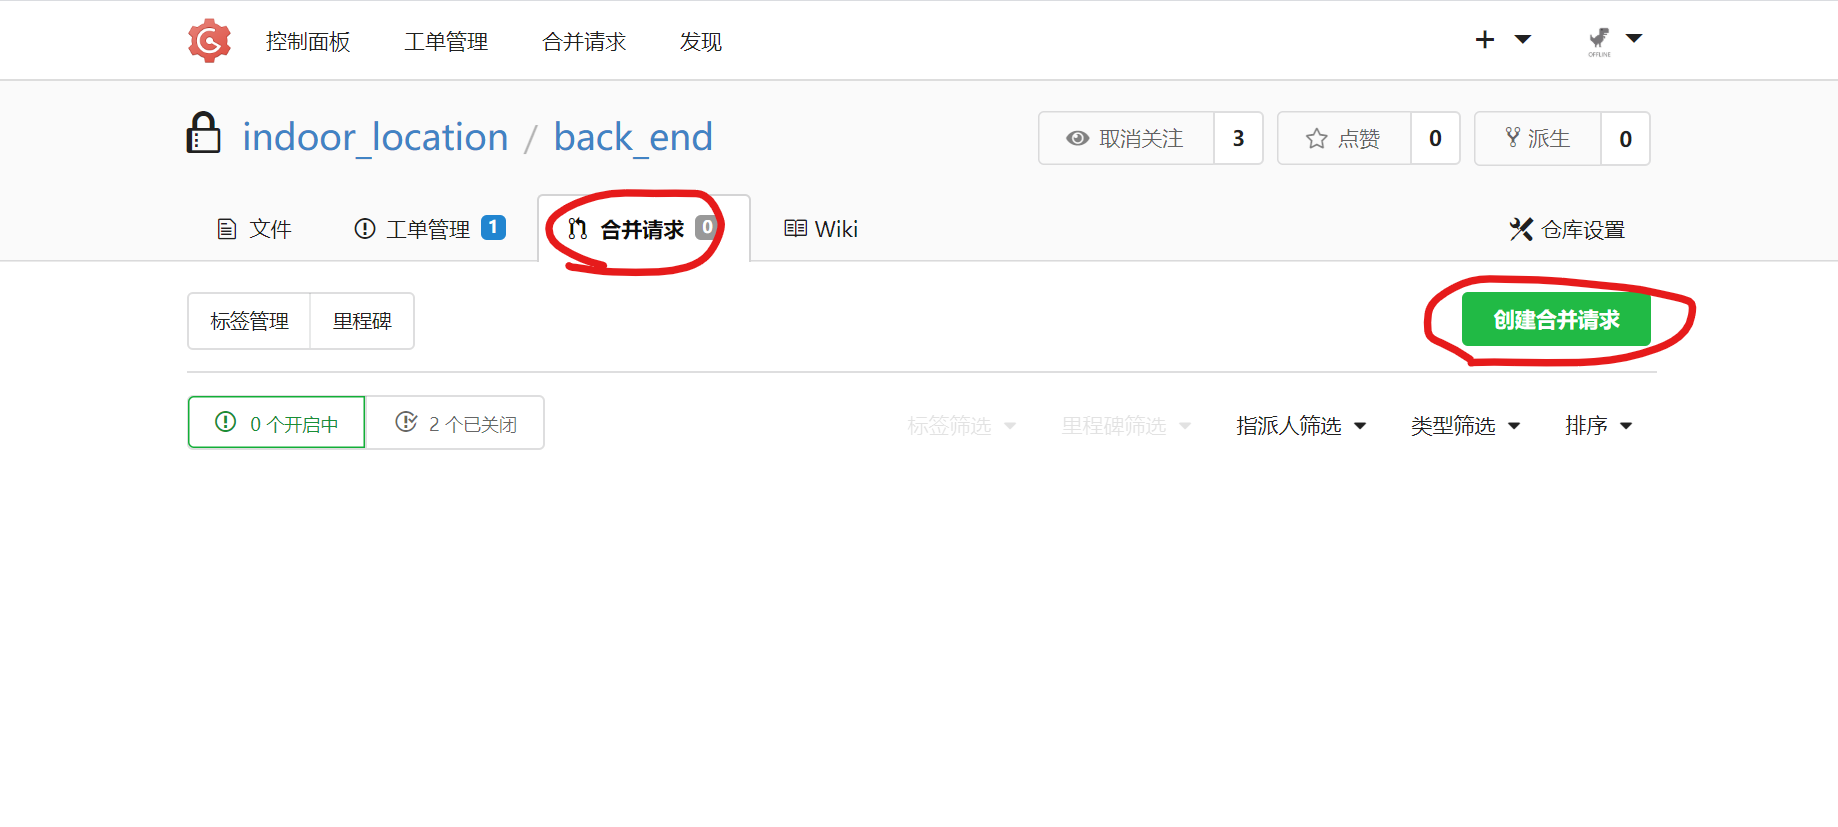 控制面板 工单管理 合并请求 发现
OFFLINE
indoor_location / back_end 取消关注 3 点赞 0 派生 0
文件 工单管理 1 合并请求 0 Wiki 仓库设置
标签管理 里程碑 创建合并请求
0 个开启中 2 个已关闭 标签筛选 里程碑筛选 指派人筛选 类型筛选 排序